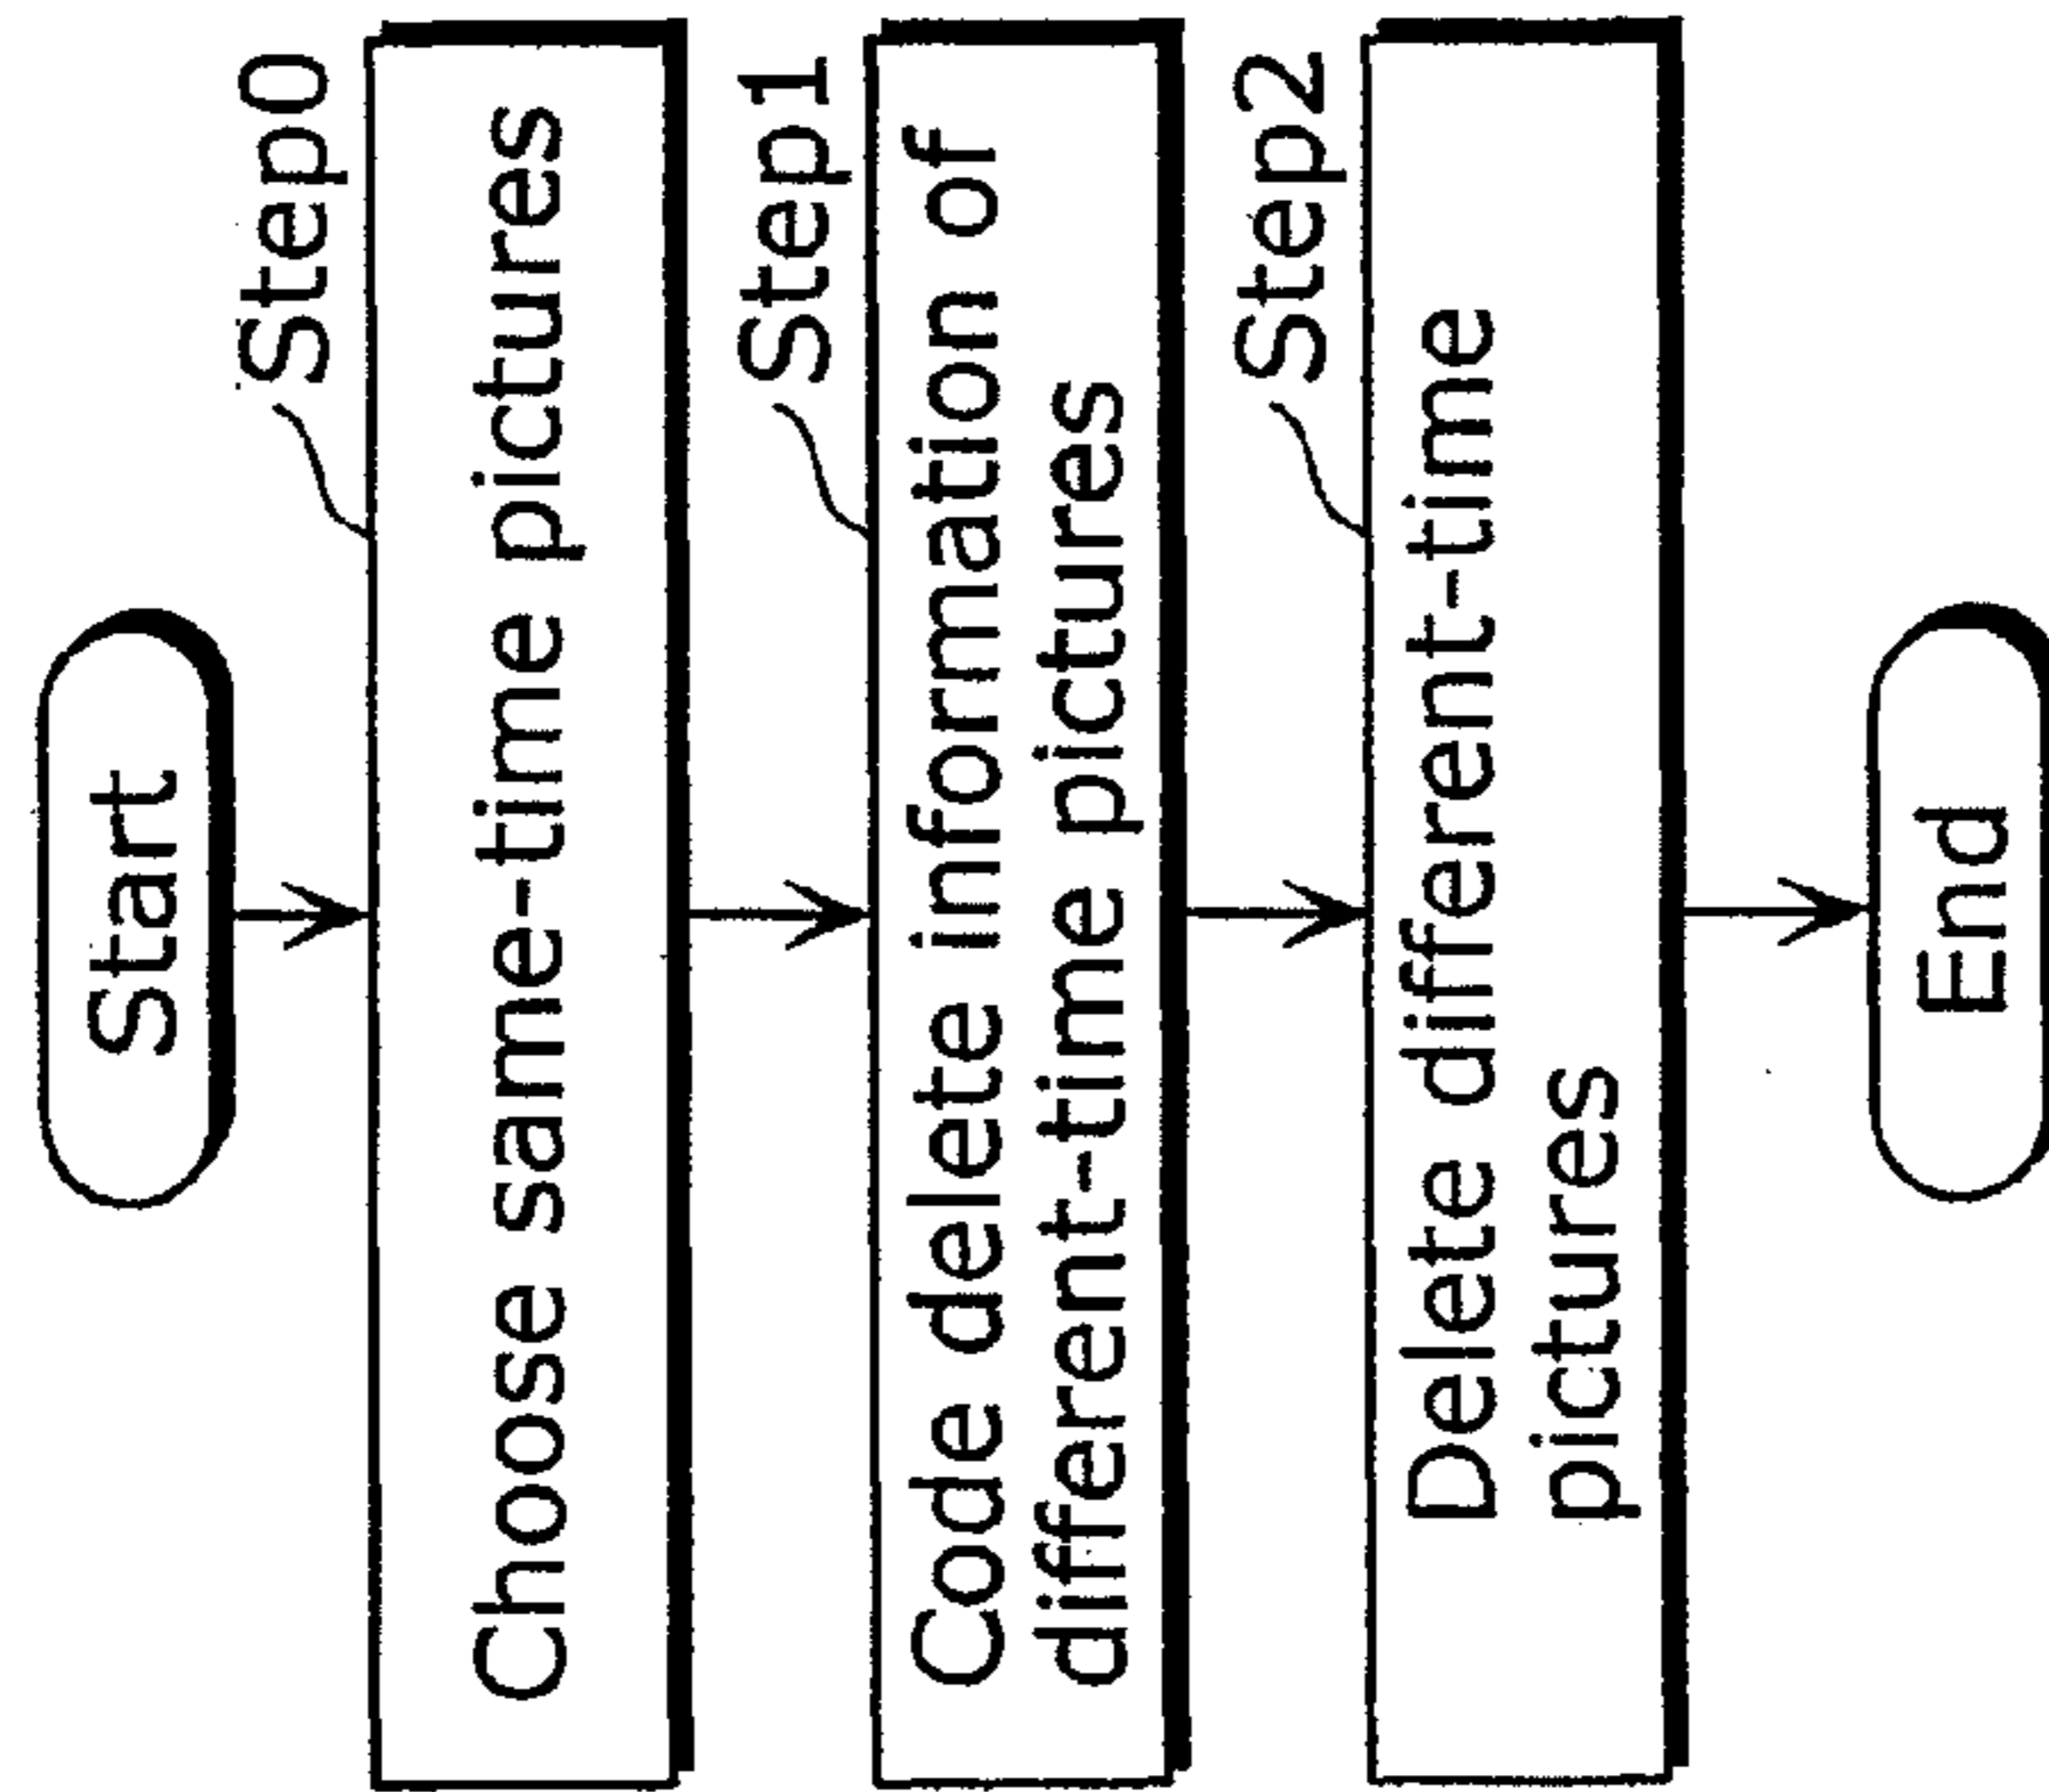 Start
Step0
Choose same-time pictures
Step1
Code delete information of
different-time pictures
Step2
Delete different-time
pictures
End